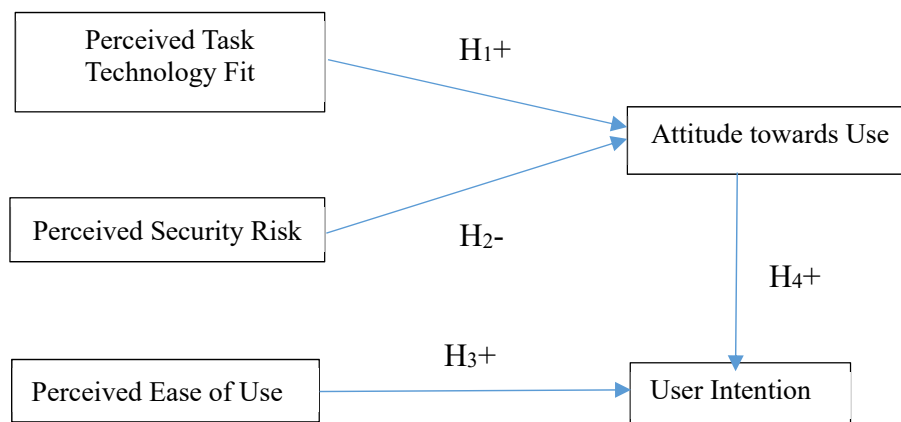 Perceived Task
Technology Fit
H1+
Attitude towards Use
Perceived Security Risk
H2-
H4+
H3+
Perceived Ease of Use
User Intention